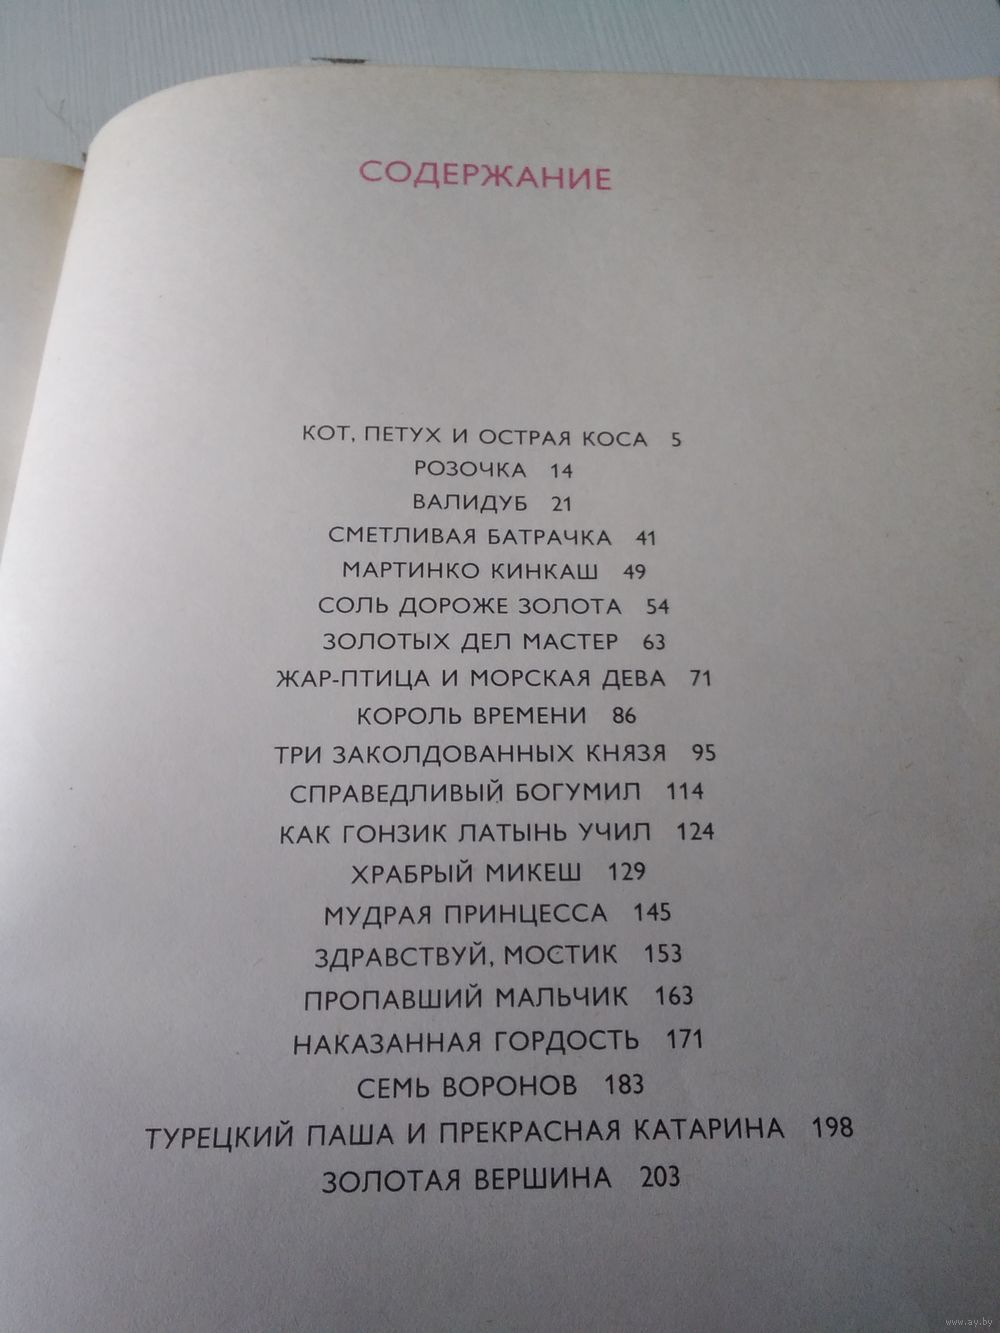 СОДЕРЖАНИЕ
КОТ, ПЕТУХ И ОСТРАЯ КОСА 5
РОЗОЧКА 14
ВАЛИДУБ 21
СМЕТЛИВАЯ БАТРАЧКА 41
МАРТИНКО КИНКАШ 49
СОЛЬ ДОРОЖЕ ЗОЛОТА 54
ЗОЛОТЫХ ДЕЛ МАСТЕР 63
ЖАР-ПТИЦА И МОРСКАЯ ДЕВА 71
КОРОЛЬ ВРЕМЕНИ 86
ТРИ ЗАКОЛДОВАННЫХ КНЯЗЯ 95
СПРАВЕДЛИВЫЙ БОГУМИЛ 114
КАК ГОНЗИК ЛАТЫНЬ УЧИЛ 124
ХРАБРЫЙ МИКЕШ 129
МУДРАЯ ПРИНЦЕССА 145
ЗДРАВСТВУЙ, МОСТИК 153
ПРОПАВШИЙ МАЛЬЧИК 163
НАКАЗАННАЯ ГОРДОСТЬ 171
СЕМЬ ВОРОНОВ 183
ТУРЕЦКИЙ ПАША И ПРЕКРАСНАЯ КАТАРИНА 198
ЗОЛОТАЯ ВЕРШИНА 203
www.ay.by